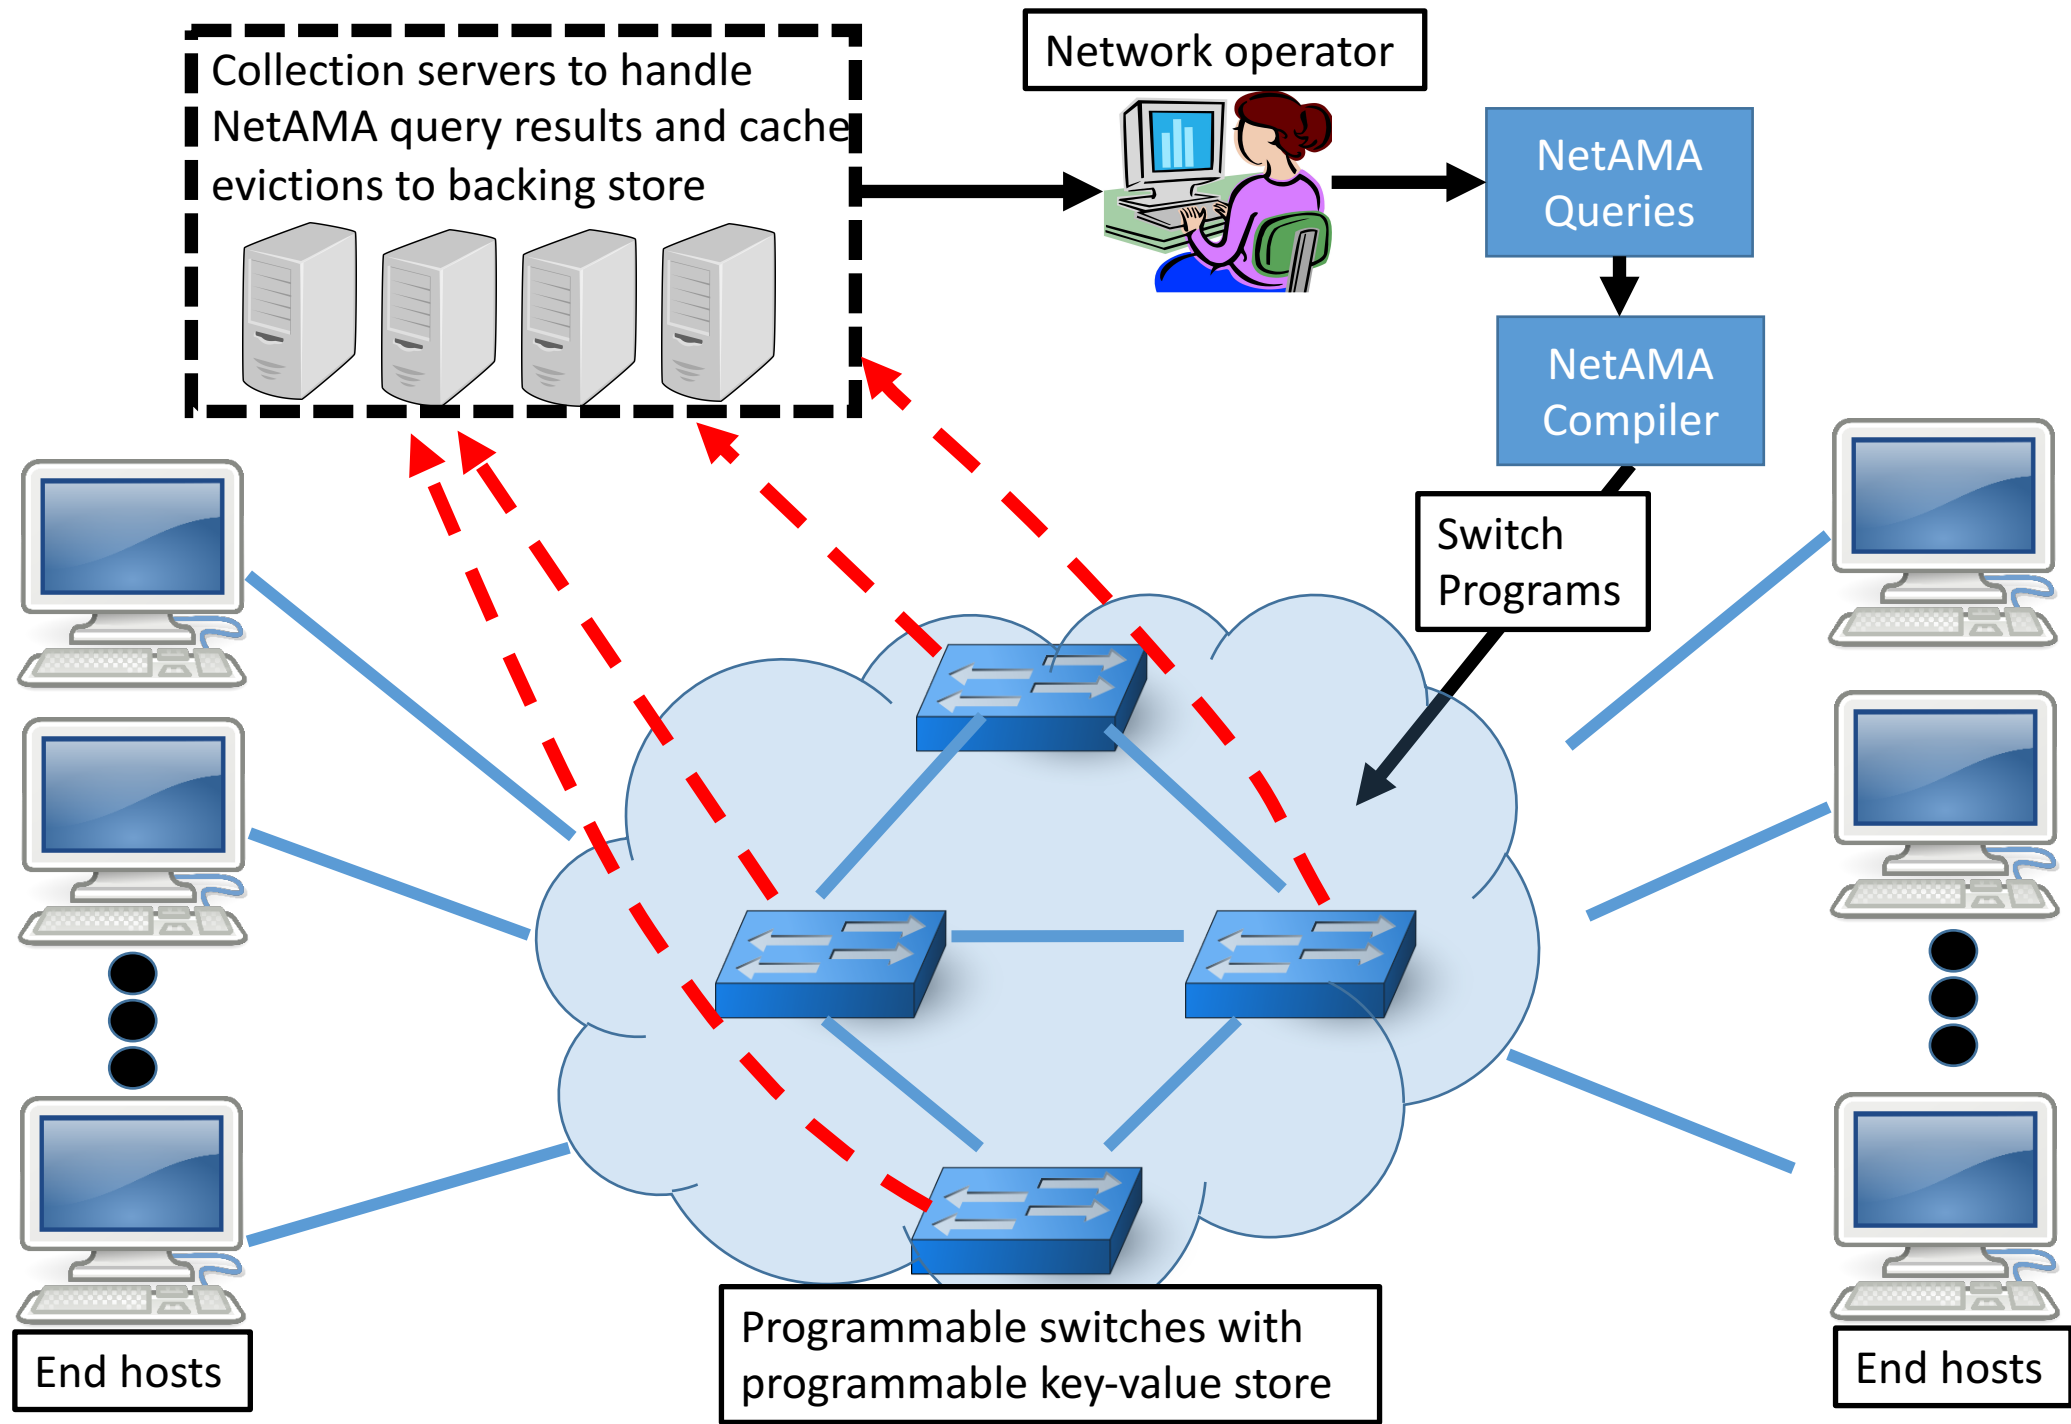 Collection servers to handle
NetAMA query results and cache
evictions to backing store
Network operator
NetAMA
Queries
NetAMA
Compiler
Switch
Programs
End hosts
Programmable switches with
programmable key-value store
End hosts